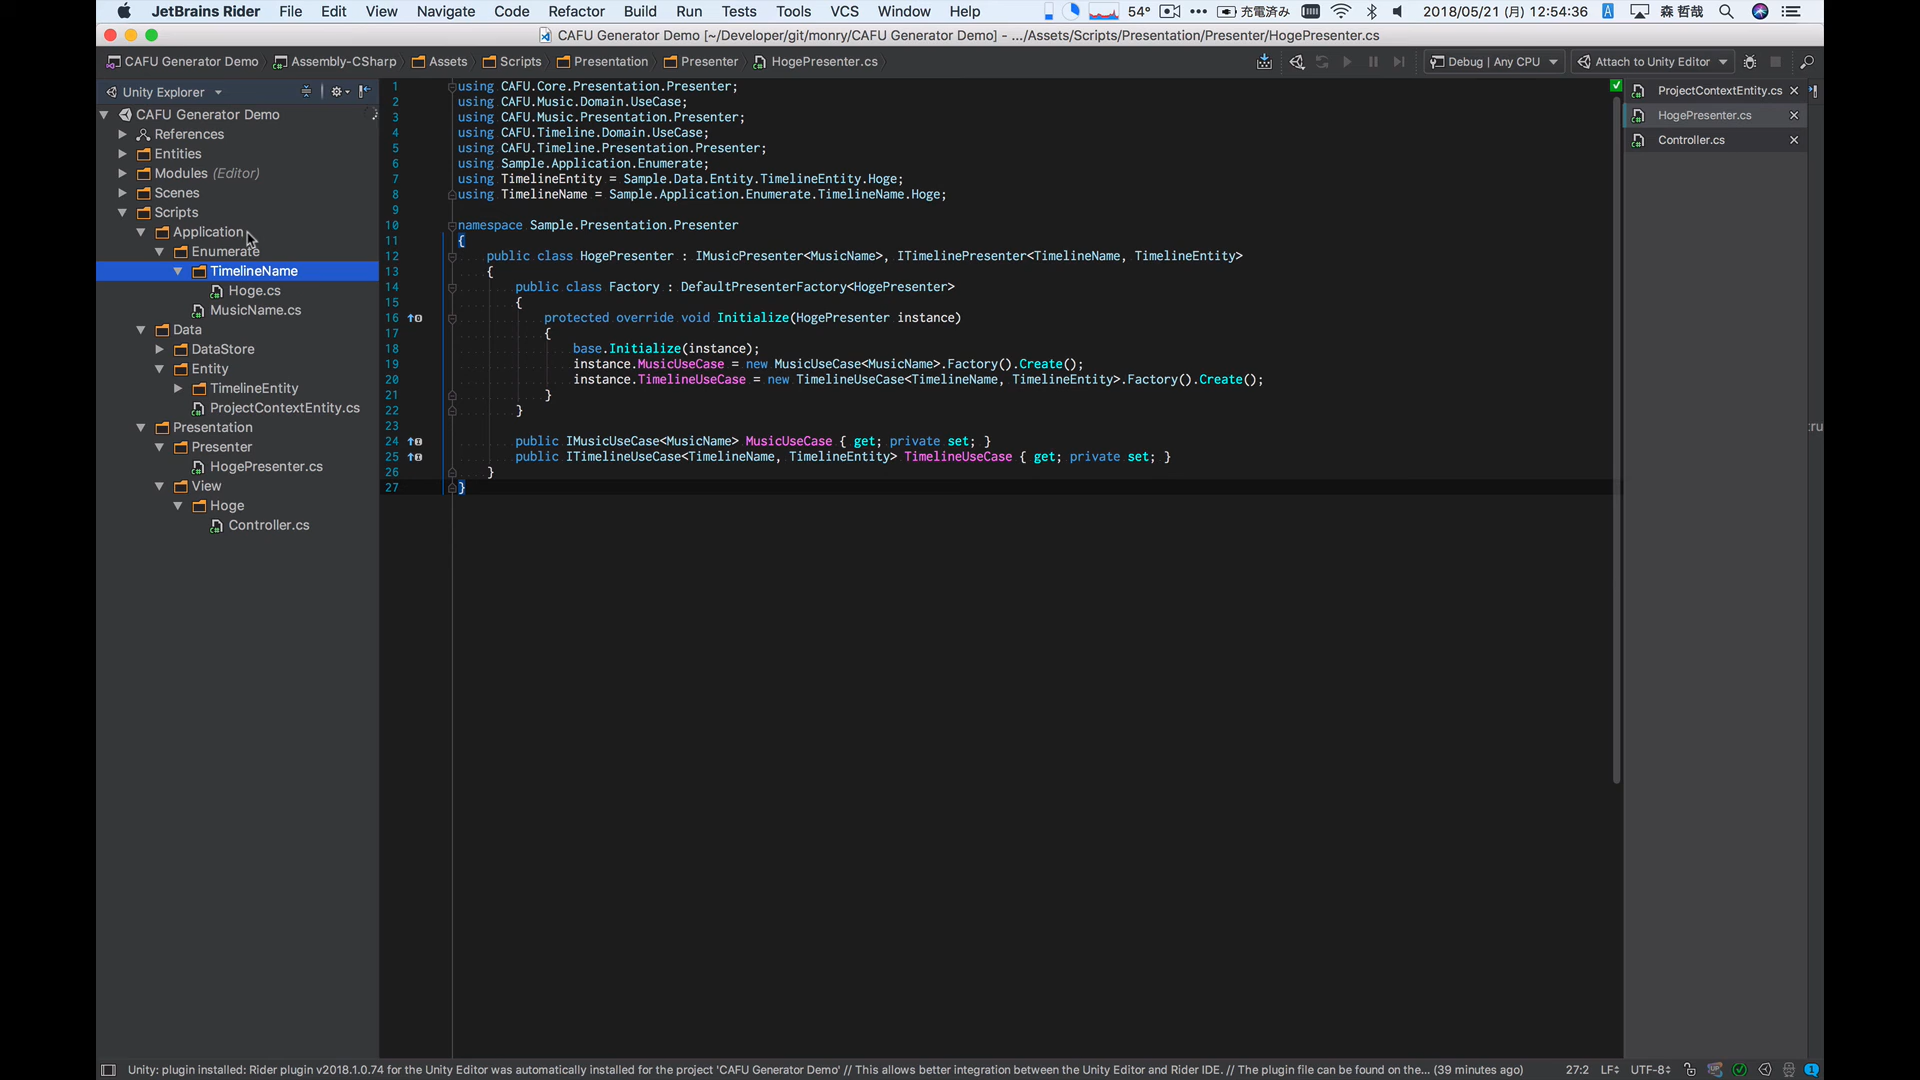 JetBrains Rider File Edit View Navigate Code Refactor Build Run Tests Tools VCS Window Help 54° 充電済み 2018/05/21 (月) 12:54:36 A 森 哲哉
CAFU Generator Demo [~/Developer/git/monry/CAFU Generator Demo] - .../Assets/Scripts/Presentation/Presenter/HogePresenter.cs
CAFU Generator Demo Assembly-CSharp Assets Scripts Presentation Presenter HogePresenter.cs Debug | Any CPU Attach to Unity Editor
Unity Explorer
CAFU Generator Demo
References
Entities
Modules (Editor)
Scenes
Scripts
Application
Enumerate
TimelineName
Hoge.cs
MusicName.cs
Data
DataStore
Entity
TimelineEntity
ProjectContextEntity.cs
Presentation
Presenter
HogePresenter.cs
View
Hoge
Controller.cs
1 using CAFU.Core.Presentation.Presenter;
2 using CAFU.Music.Domain.UseCase;
3 using CAFU.Music.Presentation.Presenter;
4 using CAFU.Timeline.Domain.UseCase;
5 using CAFU.Timeline.Presentation.Presenter;
6 using Sample.Application.Enumerate;
7 using TimelineEntity = Sample.Data.Entity.TimelineEntity.Hoge;
8 using TimelineName = Sample.Application.Enumerate.TimelineName.Hoge;
9
10 namespace Sample.Presentation.Presenter
11 {
12 public class HogePresenter : IMusicPresenter<MusicName>, ITimelinePresenter<TimelineName, TimelineEntity>
13 {
14 public class Factory : DefaultPresenterFactory<HogePresenter>
15 {
16 protected override void Initialize(HogePresenter instance)
17 {
18 base.Initialize(instance);
19 instance.MusicUseCase = new MusicUseCase<MusicName>.Factory().Create();
20 instance.TimelineUseCase = new TimelineUseCase<TimelineName, TimelineEntity>.Factory().Create();
21 }
22 }
23
24 public IMusicUseCase<MusicName> MusicUseCase { get; private set; }
25 public ITimelineUseCase<TimelineName, TimelineEntity> TimelineUseCase { get; private set; }
26 }
27 }
ProjectContextEntity.cs
HogePresenter.cs
Controller.cs
tru
Unity: plugin installed: Rider plugin v2018.1.0.74 for the Unity Editor was automatically installed for the project 'CAFU Generator Demo' // This allows better integration between the Unity Editor and Rider IDE. // The plugin file can be found on the... (39 minutes ago) 27:2 LF UTF-8